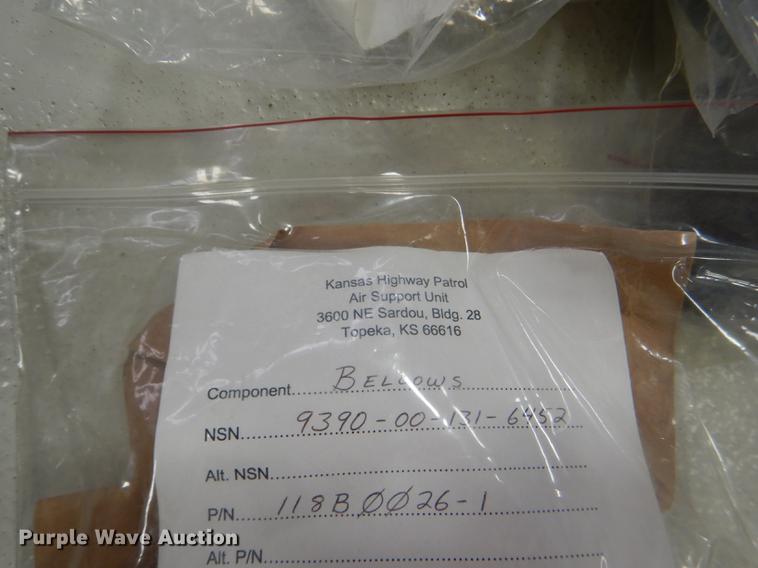 Kansas Highway Patrol
Air Support Unit
3600 NE Sardou, Bldg. 28
Topeka, KS 66616
Component BELLOWS
NSN 9390-00-131-6452
Alt. NSN
P/N 118BØØ26-1
Alt. P/N
Purple Wave Auction